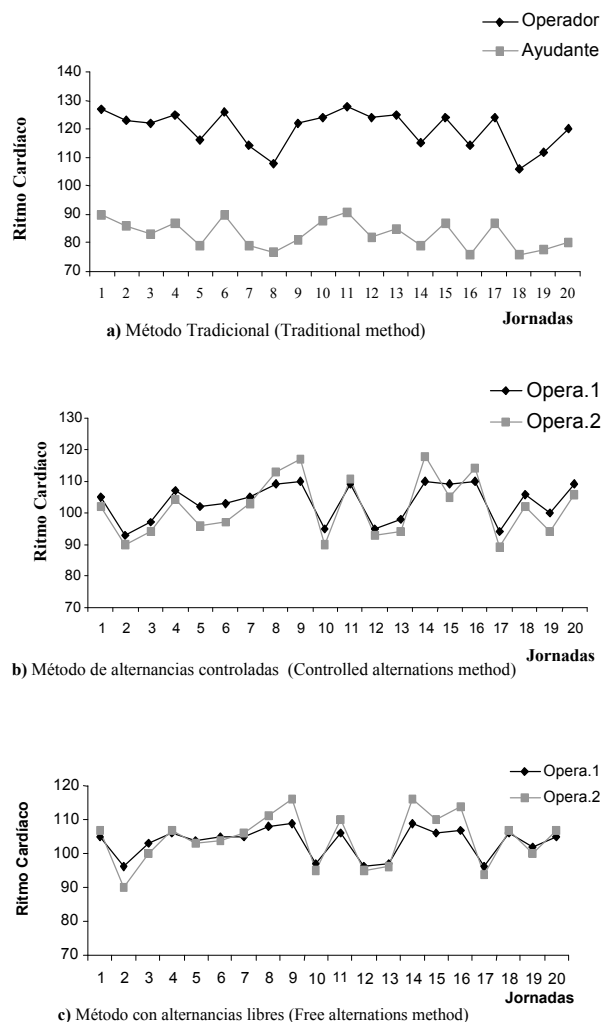 Operador
Ayudante
140
130
120
110
100
90
80
70
Ritmo Cardíaco
1 2 3 4 5 6 7 8 9 10 11 12 13 14 15 16 17 18 19 20
Jornadas
a) Método Tradicional (Traditional method)
Opera.1
Opera.2
130
120
110
100
90
80
70
Ritmo Cardíaco
1 2 3 4 5 6 7 8 9 10 11 12 13 14 15 16 17 18 19 20
Jornadas
b) Método de alternancias controladas (Controlled alternations method)
Opera.1
Opera.2
120
110
100
90
80
70
Ritmo Cardíaco
1 2 3 4 5 6 7 8 9 10 11 12 13 14 15 16 17 18 19 20
Jornadas
c) Método con alternancias libres (Free alternations method)